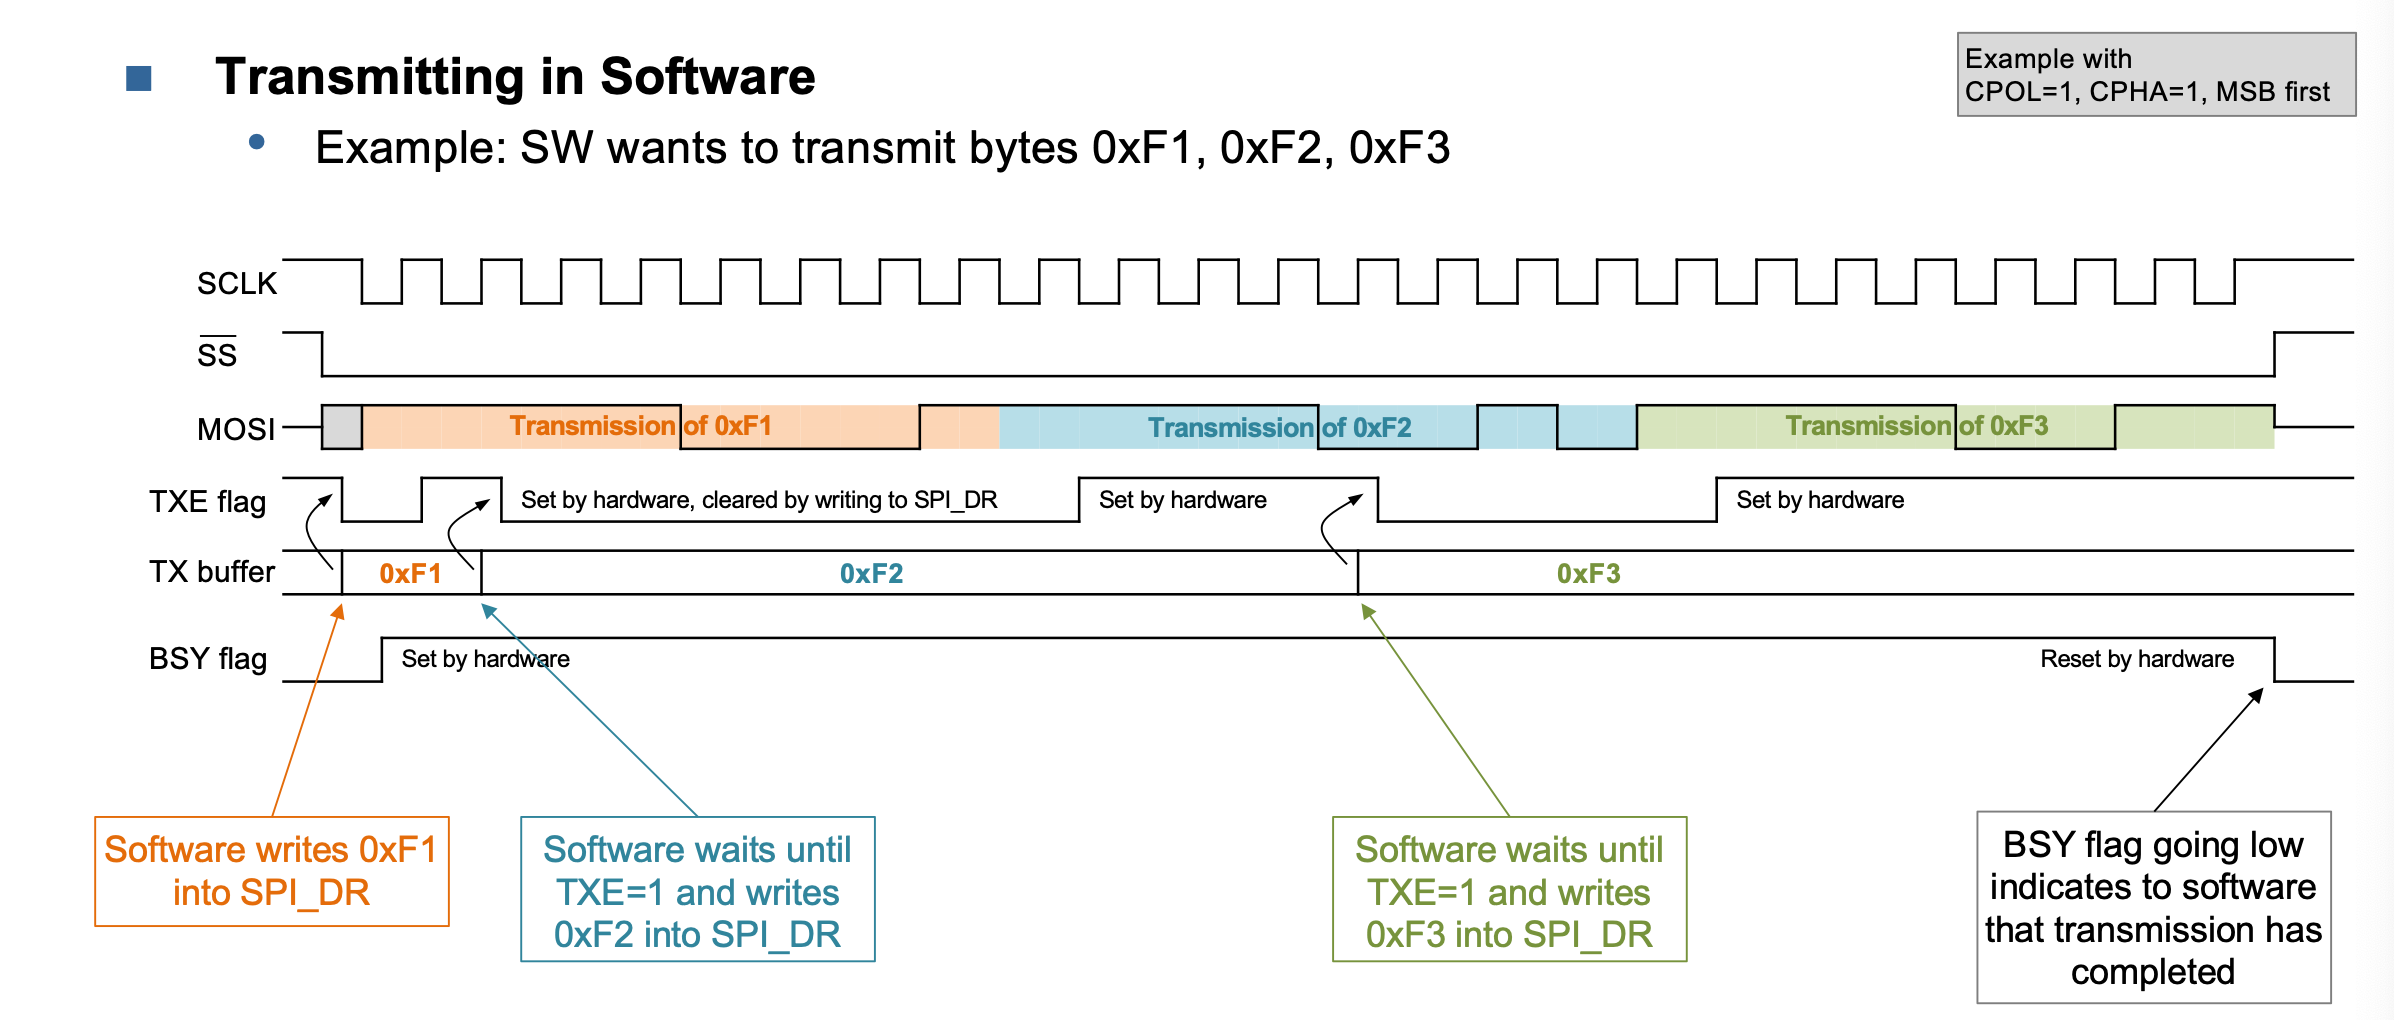 Transmitting in Software
Example with
CPOL=1, CPHA=1, MSB first
Example: SW wants to transmit bytes 0xF1, 0xF2, 0xF3
SCLK
SS
MOSI
Transmission of 0xF1
Transmission of 0xF2
Transmission of 0xF3
TXE flag
Set by hardware, cleared by writing to SPI_DR
Set by hardware
Set by hardware
TX buffer
0xF1
0xF2
0xF3
BSY flag
Set by hardware
Reset by hardware
Software writes 0xF1
into SPI_DR
Software waits until
TXE=1 and writes
0xF2 into SPI_DR
Software waits until
TXE=1 and writes
0xF3 into SPI_DR
BSY flag going low
indicates to software
that transmission has
completed